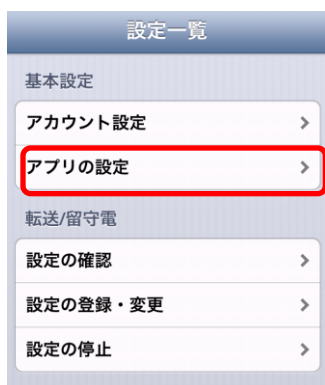 設定一覧
基本設定
アカウント設定
アプリの設定
転送/留守電
設定の確認
設定の登録・変更
設定の停止